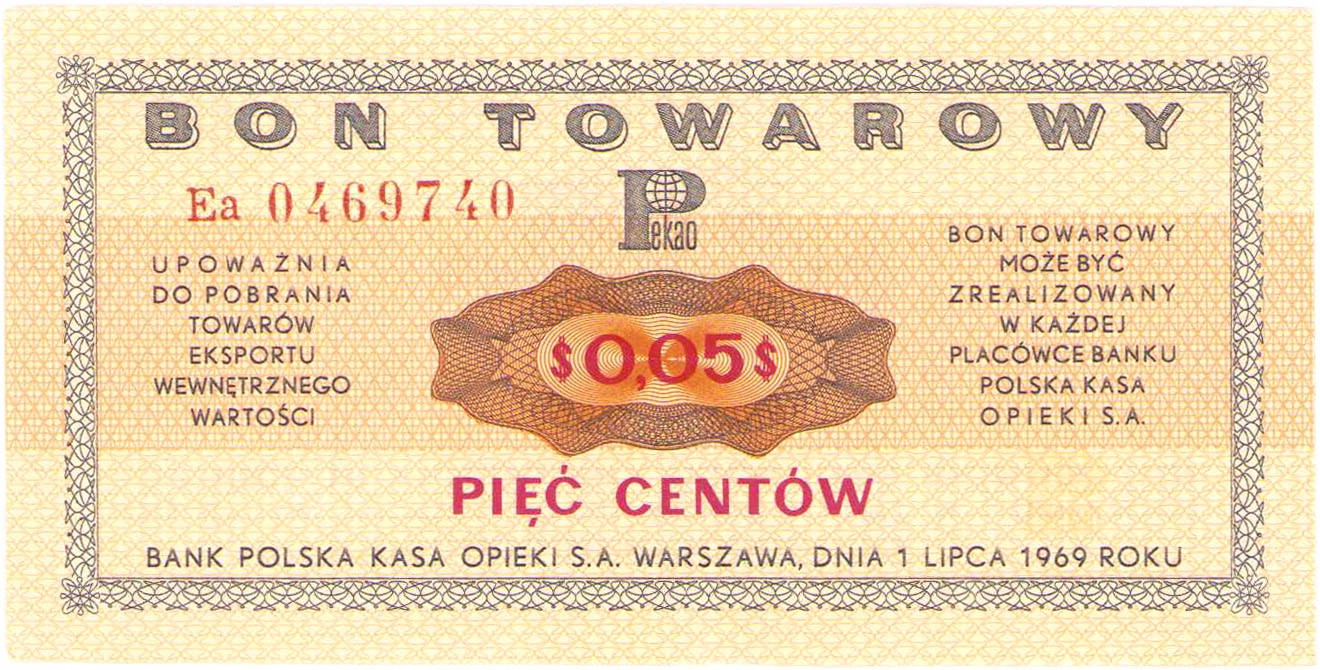 BON TOWAROWY
Ea 0469740
Pekao
UPOWAŻNIA
DO POBRANIA
TOWARÓW
EKSPORTU
WEWNĘTRZNEGO
WARTOŚCI
$0,05$
BON TOWAROWY
MOŻE BYĆ
ZREALIZOWANY
W KAŻDEJ
PLACÓWCE BANKU
POLSKA KASA
OPIEKI S.A.
PIĘĆ CENTÓW
BANK POLSKA KASA OPIEKI S.A. WARSZAWA, DNIA 1 LIPCA 1969 ROKU